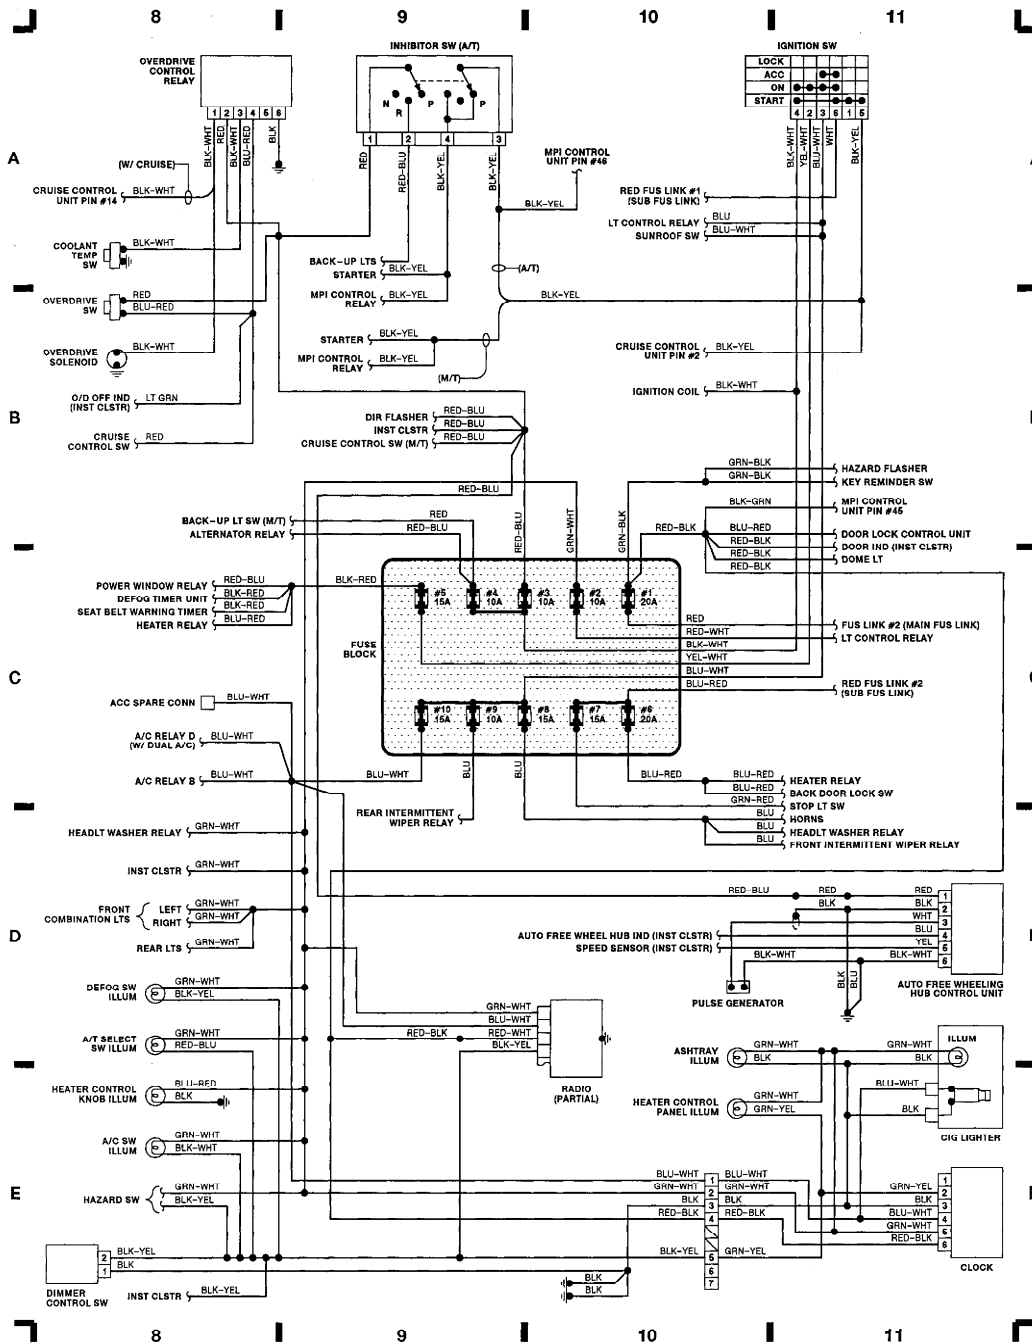 8 9 10 11
OVERDRIVE
CONTROL
RELAY
INHIBITOR SW (A/T)
IGNITION SW
LOCK
ACC
ON
START
N
R
P
P
1 2 3 4 5 6
1 2 4 3
4 2 3 6 1 5
BLK-WHT
RED
BLK-WHT
BLU-RED
BLK
RED
RED-BLU
BLK-YEL
BLK-YEL
BLK-WHT
YEL-WHT
BLU-WHT
WHT
BLK-YEL
A
(W/ CRUISE)
CRUISE CONTROL
UNIT PIN #14
BLK-WHT
MPI CONTROL
UNIT PIN #46
BLK-YEL
RED FUS LINK #1
(SUB FUS LINK)
LT CONTROL RELAY BLU
SUNROOF SW BLU-WHT
COOLANT
TEMP
SW
BLK-WHT
BACK-UP LTS
STARTER BLK-YEL
(A/T)
MPI CONTROL
RELAY
BLK-YEL
BLK-YEL
OVERDRIVE
SW
RED
BLU-RED
STARTER BLK-YEL
OVERDRIVE
SOLENOID
BLK-WHT
MPI CONTROL
RELAY
BLK-YEL
(M/T)
CRUISE CONTROL
UNIT PIN #2
BLK-YEL
IGNITION COIL BLK-WHT
O/D OFF IND
(INST CLSTR)
LT GRN
B
DIR FLASHER RED-BLU
INST CLSTR RED-BLU
CRUISE CONTROL SW (M/T) RED-BLU
CRUISE
CONTROL SW
RED
RED-BLU
GRN-BLK HAZARD FLASHER
GRN-BLK KEY REMINDER SW
BLK-GRN MPI CONTROL
UNIT PIN #45
BACK-UP LT SW (M/T) RED
ALTERNATOR RELAY RED-BLU
RED-BLU
GRN-WHT
GRN-BLK
RED-BLK
BLU-RED DOOR LOCK CONTROL UNIT
RED-BLK DOOR IND (INST CLSTR)
RED-BLK DOME LT
RED-BLK
POWER WINDOW RELAY RED-BLU
DEFOG TIMER UNIT BLK-RED
SEAT BELT WARNING TIMER BLK-RED
HEATER RELAY BLU-RED
BLK-RED
#5
15A
#4
10A
#3
10A
#2
10A
#1
20A
FUSE
BLOCK
RED FUS LINK #2 (MAIN FUS LINK)
RED-WHT LT CONTROL RELAY
BLK-WHT
YEL-WHT
BLU-WHT
BLU-RED RED FUS LINK #2
(SUB FUS LINK)
C
ACC SPARE CONN BLU-WHT
#10
15A
#9
10A
#8
15A
#7
15A
#6
20A
A/C RELAY D
(W/ DUAL A/C)
BLU-WHT
A/C RELAY B BLU-WHT
BLU-WHT
BLU
BLU
BLU-RED
BLU-RED HEATER RELAY
BLU-RED BACK DOOR LOCK SW
GRN-RED STOP LT SW
BLU HORNS
BLU HEADLT WASHER RELAY
BLU FRONT INTERMITTENT WIPER RELAY
REAR INTERMITTENT
WIPER RELAY
HEADLT WASHER RELAY GRN-WHT
INST CLSTR GRN-WHT
FRONT
COMBINATION LTS
LEFT GRN-WHT
RIGHT GRN-WHT
REAR LTS GRN-WHT
D
RED-BLU RED RED 1
BLK BLK 2
WHT 3
AUTO FREE WHEEL HUB IND (INST CLSTR) BLU 4
SPEED SENSOR (INST CLSTR) YEL 5
BLK-WHT BLK-WHT 6
BLK
BLU
PULSE GENERATOR
AUTO FREE WHEELING
HUB CONTROL UNIT
DEFOG SW
ILLUM
GRN-WHT
BLK-YEL
A/T SELECT
SW ILLUM
GRN-WHT
RED-BLU
GRN-WHT
BLU-WHT
RED-BLK RED-WHT
BLK-YEL
RADIO
(PARTIAL)
ASHTRAY
ILLUM
GRN-WHT
BLK
GRN-WHT
BLK
ILLUM
HEATER CONTROL
KNOB ILLUM
BLU-RED
BLK
HEATER CONTROL
PANEL ILLUM
GRN-WHT
GRN-YEL
BLU-WHT
BLK
CIG LIGHTER
A/C SW
ILLUM
GRN-WHT
BLK-WHT
E
HAZARD SW
GRN-WHT
BLK-YEL
BLU-WHT 1 BLU-WHT
GRN-WHT 2 GRN-WHT
BLK 3 BLK
RED-BLK 4 RED-BLK
BLK-YEL 5 GRN-YEL
6
7
1
GRN-YEL 2
BLK 3
BLU-WHT 4
GRN-WHT 5
RED-BLK 6
CLOCK
2 BLK-YEL
1 BLK
DIMMER
CONTROL SW
INST CLSTR BLK-YEL
BLK
BLK
8 9 10 11